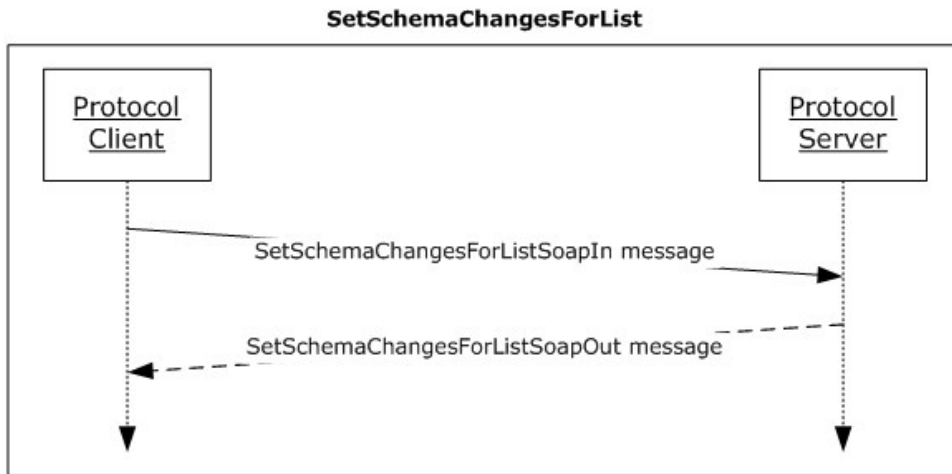 SetSchemaChangesForList
Protocol
Client
Protocol
Server
SetSchemaChangesForListSoapIn message
SetSchemaChangesForListSoapOut message